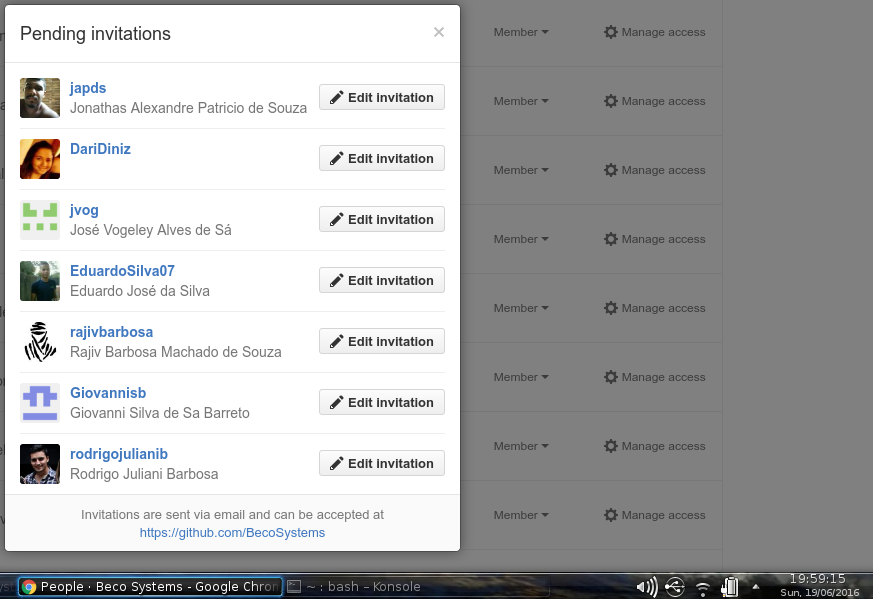 Pending invitations ×
japds
Jonathas Alexandre Patricio de Souza
Edit invitation
DariDiniz
Edit invitation
jvog
José Vogeley Alves de Sá
Edit invitation
EduardoSilva07
Eduardo José da Silva
Edit invitation
rajivbarbosa
Rajiv Barbosa Machado de Souza
Edit invitation
Giovannisb
Giovanni Silva de Sa Barreto
Edit invitation
rodrigojulianib
Rodrigo Juliani Barbosa
Edit invitation
Invitations are sent via email and can be accepted at
https://github.com/BecoSystems
Member Manage access
Member Manage access
Member Manage access
Member Manage access
Member Manage access
Member Manage access
Member Manage access
Member Manage access
People · Beco Systems - Google Chron
~ : bash – Konsole
19:59:15
Sun, 19/06/2016